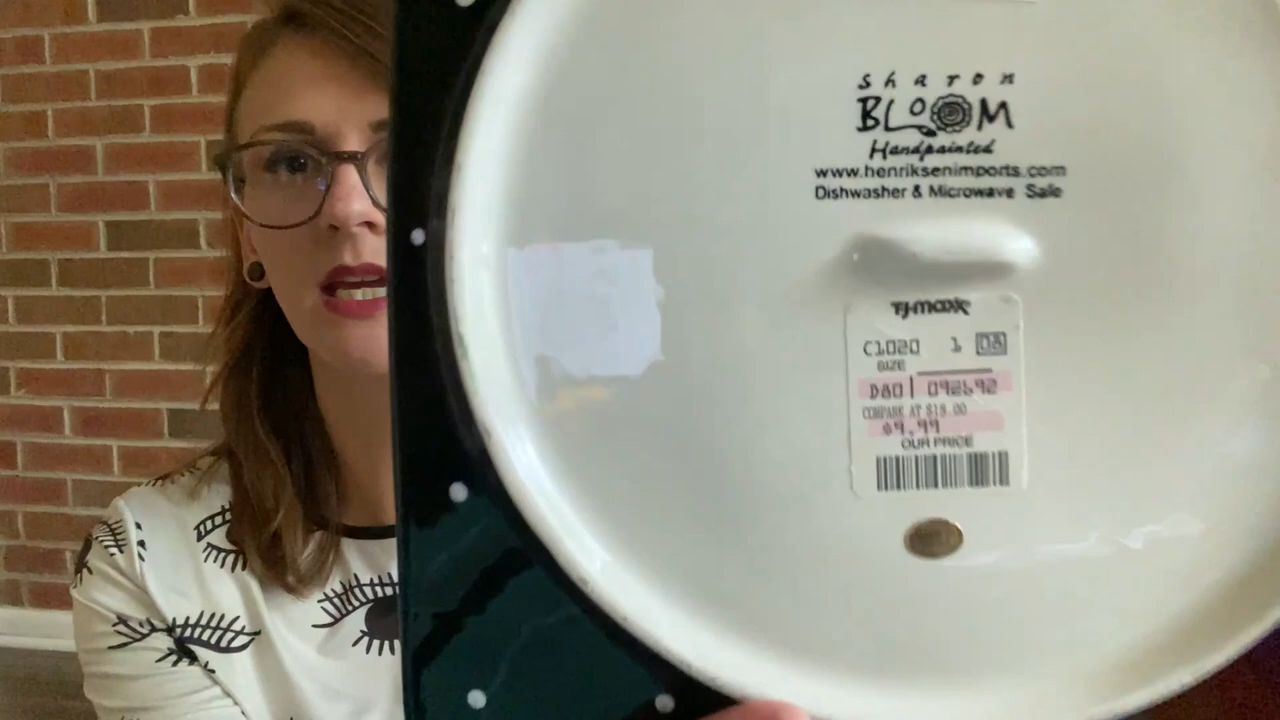 sharon
BLOOM
Handpainted
www.henriksenimports.com
Dishwasher & Microwave Safe
TJ-maxx
C1020 1 08
SIZE
D80 092692
COMPARE AT $18.00
$9.99
OUR PRICE